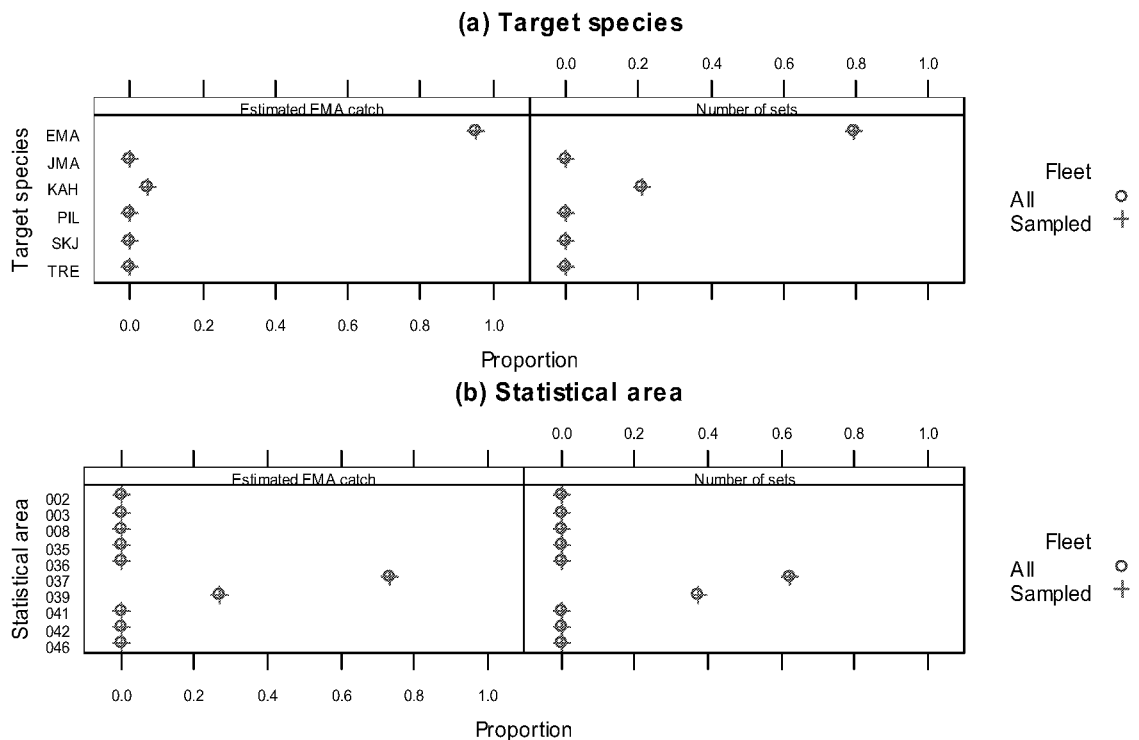 (a) Target species
0.0 0.2 0.4 0.6 0.8 1.0
Estimated EMA catch Number of sets
Target species
EMA
JMA
KAH
PIL
SKJ
TRE
Fleet
All
Sampled
0.0 0.2 0.4 0.6 0.8 1.0
Proportion
(b) Statistical area
0.0 0.2 0.4 0.6 0.8 1.0
Estimated EMA catch Number of sets
Statistical area
002
003
008
035
036
037
039
041
042
046
Fleet
All
Sampled
0.0 0.2 0.4 0.6 0.8 1.0
Proportion